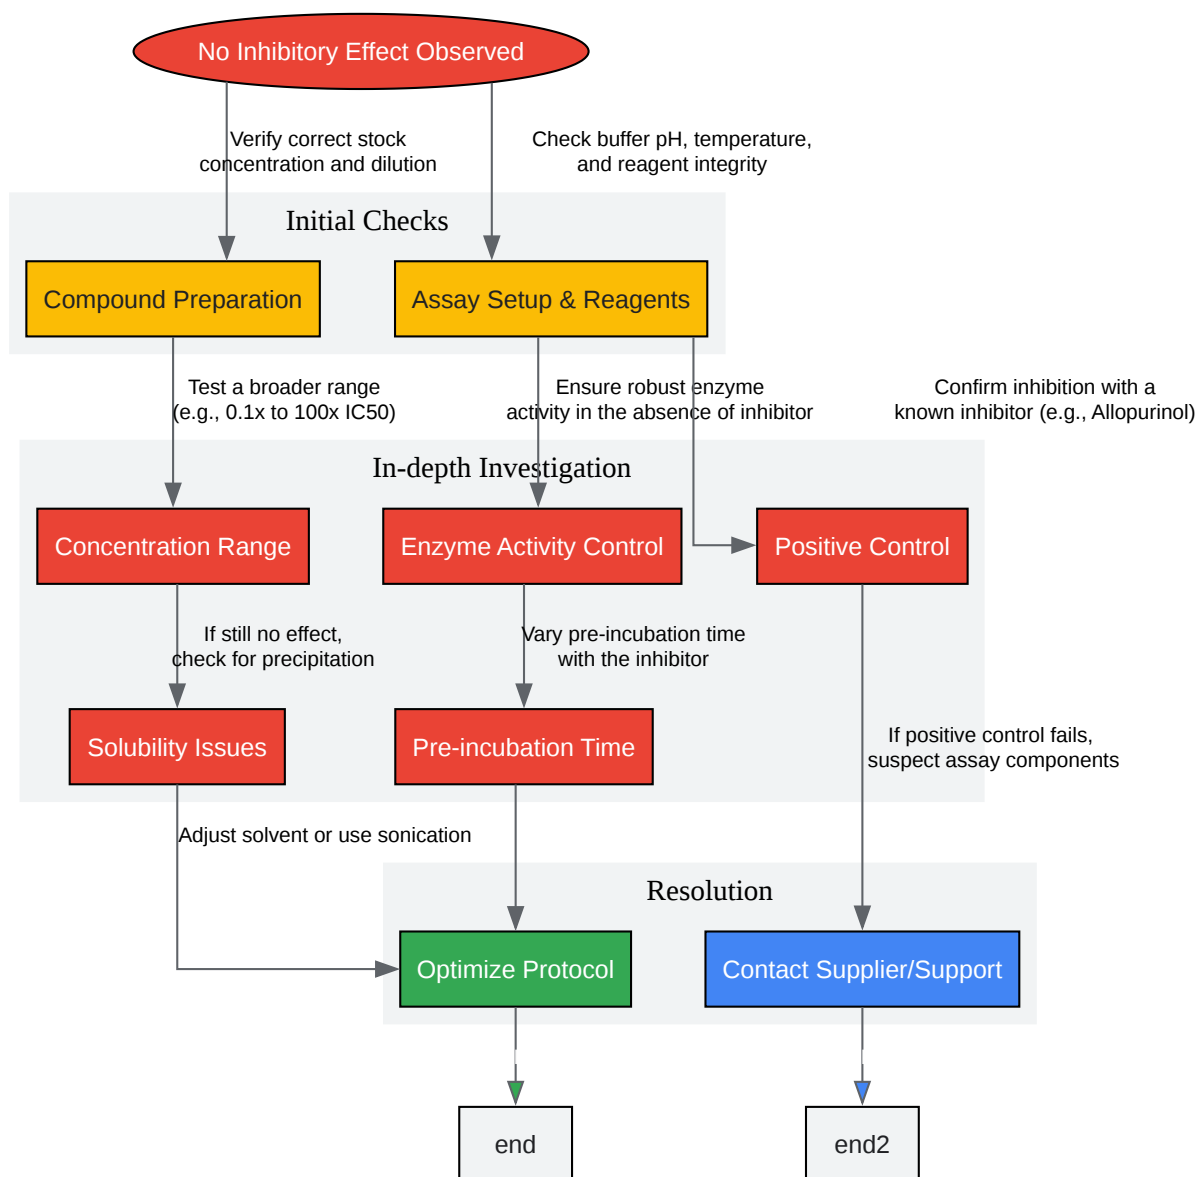 No Inhibitory Effect Observed
Verify correct stock
concentration and dilution
Check buffer pH, temperature,
and reagent integrity
Initial Checks
Compound Preparation
Assay Setup & Reagents
Test a broader range
(e.g., 0.1x to 100x IC50)
Ensure robust enzyme
activity in the absence of inhibitor
Confirm inhibition with a
known inhibitor (e.g., Allopurinol)
In-depth Investigation
Concentration Range
Enzyme Activity Control
Positive Control
If still no effect,
check for precipitation
Vary pre-incubation time
with the inhibitor
Solubility Issues
Pre-incubation Time
If positive control fails,
suspect assay components
Adjust solvent or use sonication
Resolution
Optimize Protocol
Contact Supplier/Support
end
end2